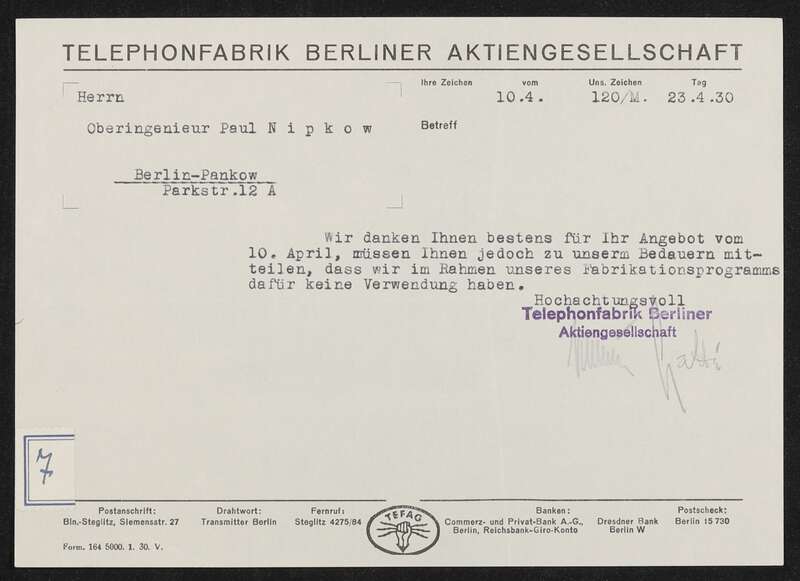 TELEPHONFABRIK BERLINER AKTIENGESELLSCHAFT
Ihre Zeichen vom Uns. Zeichen Tag
10.4. 120/M. 23.4.30
Herrn
Oberingenieur Paul N i p k o w
Betreff
Berlin-Pankow
Parkstr.12 A
Wir danken Ihnen bestens für Ihr Angebot vom
10. April, müssen Ihnen jedoch zu unserm Bedauern mit-
teilen, dass wir im Rahmen unseres Fabrikationsprogramms
dafür keine Verwendung haben.
Hochachtungsvoll
Telephonfabrik Berliner
Aktiengesellschaft
7
Postanschrift: Drahtwort: Fernruf: Banken: Postscheck:
Bln.-Steglitz, Siemensstr. 27 Transmitter Berlin Steglitz 4275/84 TEFAG Commerz- und Privat-Bank A.-G., Dresdner Bank Berlin 15 730
Berlin, Reichsbank-Giro-Konto Berlin W
Form. 164 5000. 1. 30. V.